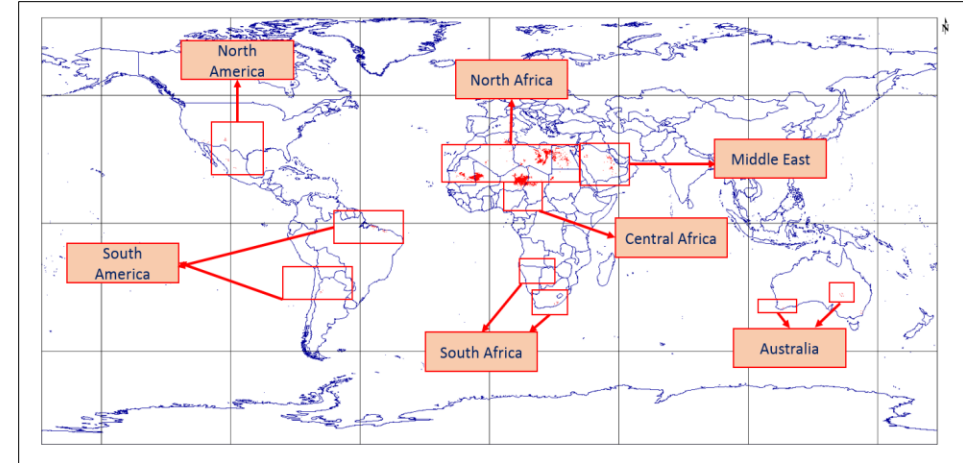 North
America
North Africa
Middle East
Central Africa
South
America
South Africa
Australia
N